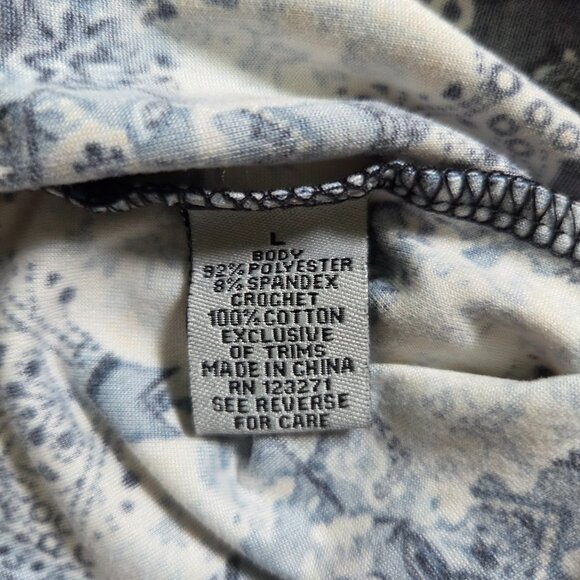 L
BODY
92% POLYESTER
8% SPANDEX
CROCHET
100% COTTON
EXCLUSIVE
OF TRIMS
MADE IN CHINA
RN 123271
SEE REVERSE
FOR CARE